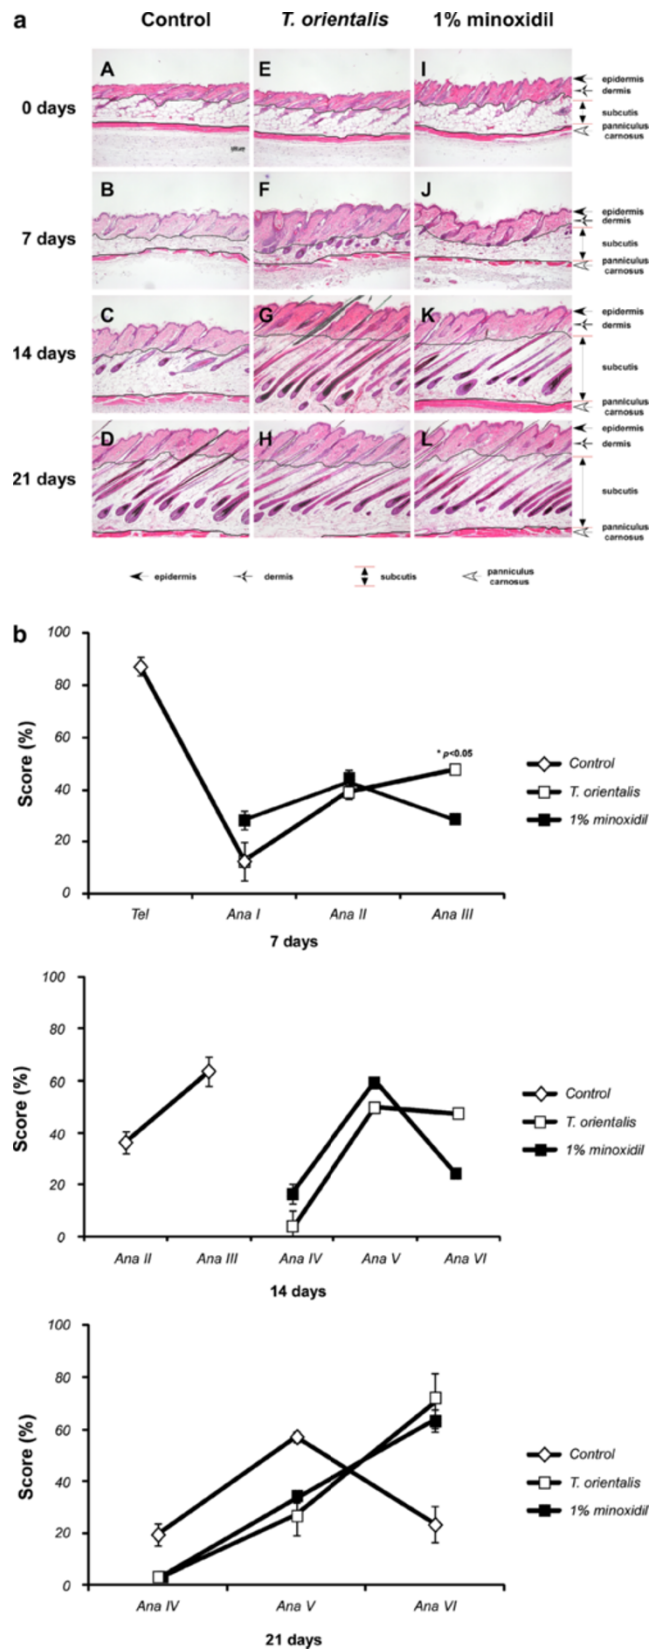 a
Control T. orientalis 1% minoxidil
0 days
A E I
epidermis
dermis
subcutis
panniculus
carnosus
7 days
B F J
epidermis
dermis
subcutis
panniculus
carnosus
14 days
C G K
epidermis
dermis
subcutis
panniculus
carnosus
21 days
D H L
epidermis
dermis
subcutis
panniculus
carnosus
epidermis dermis subcutis panniculus
carnosus
b
Score (%)
100
80
60
40
20
0
* p<0.05
Control
T. orientalis
1% minoxidil
Tel Ana I Ana II Ana III
7 days
Score (%)
100
80
60
40
20
0
Control
T. orientalis
1% minoxidil
Ana II Ana III Ana IV Ana V Ana VI
14 days
Score (%)
100
80
60
40
20
0
Control
T. orientalis
1% minoxidil
Ana IV Ana V Ana VI
21 days